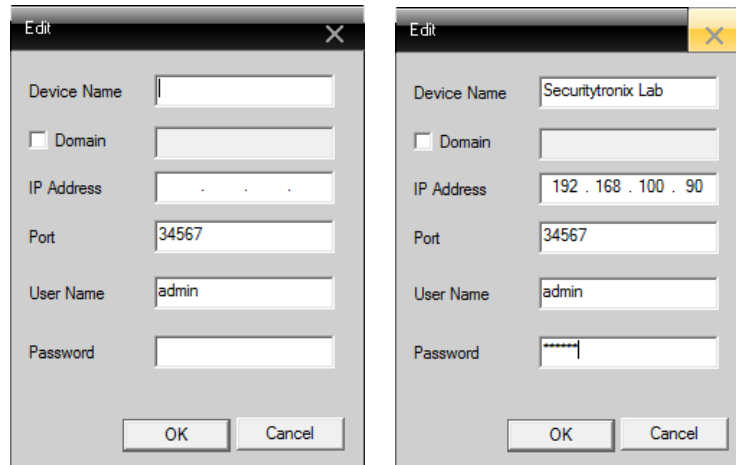 Edit
Device Name
Domain
IP Address . . .
Port 34567
User Name admin
Password
OK Cancel
Edit
Device Name Securitytronix Lab
Domain
IP Address 192 . 168 . 100 . 90
Port 34567
User Name admin
Password ******
OK Cancel